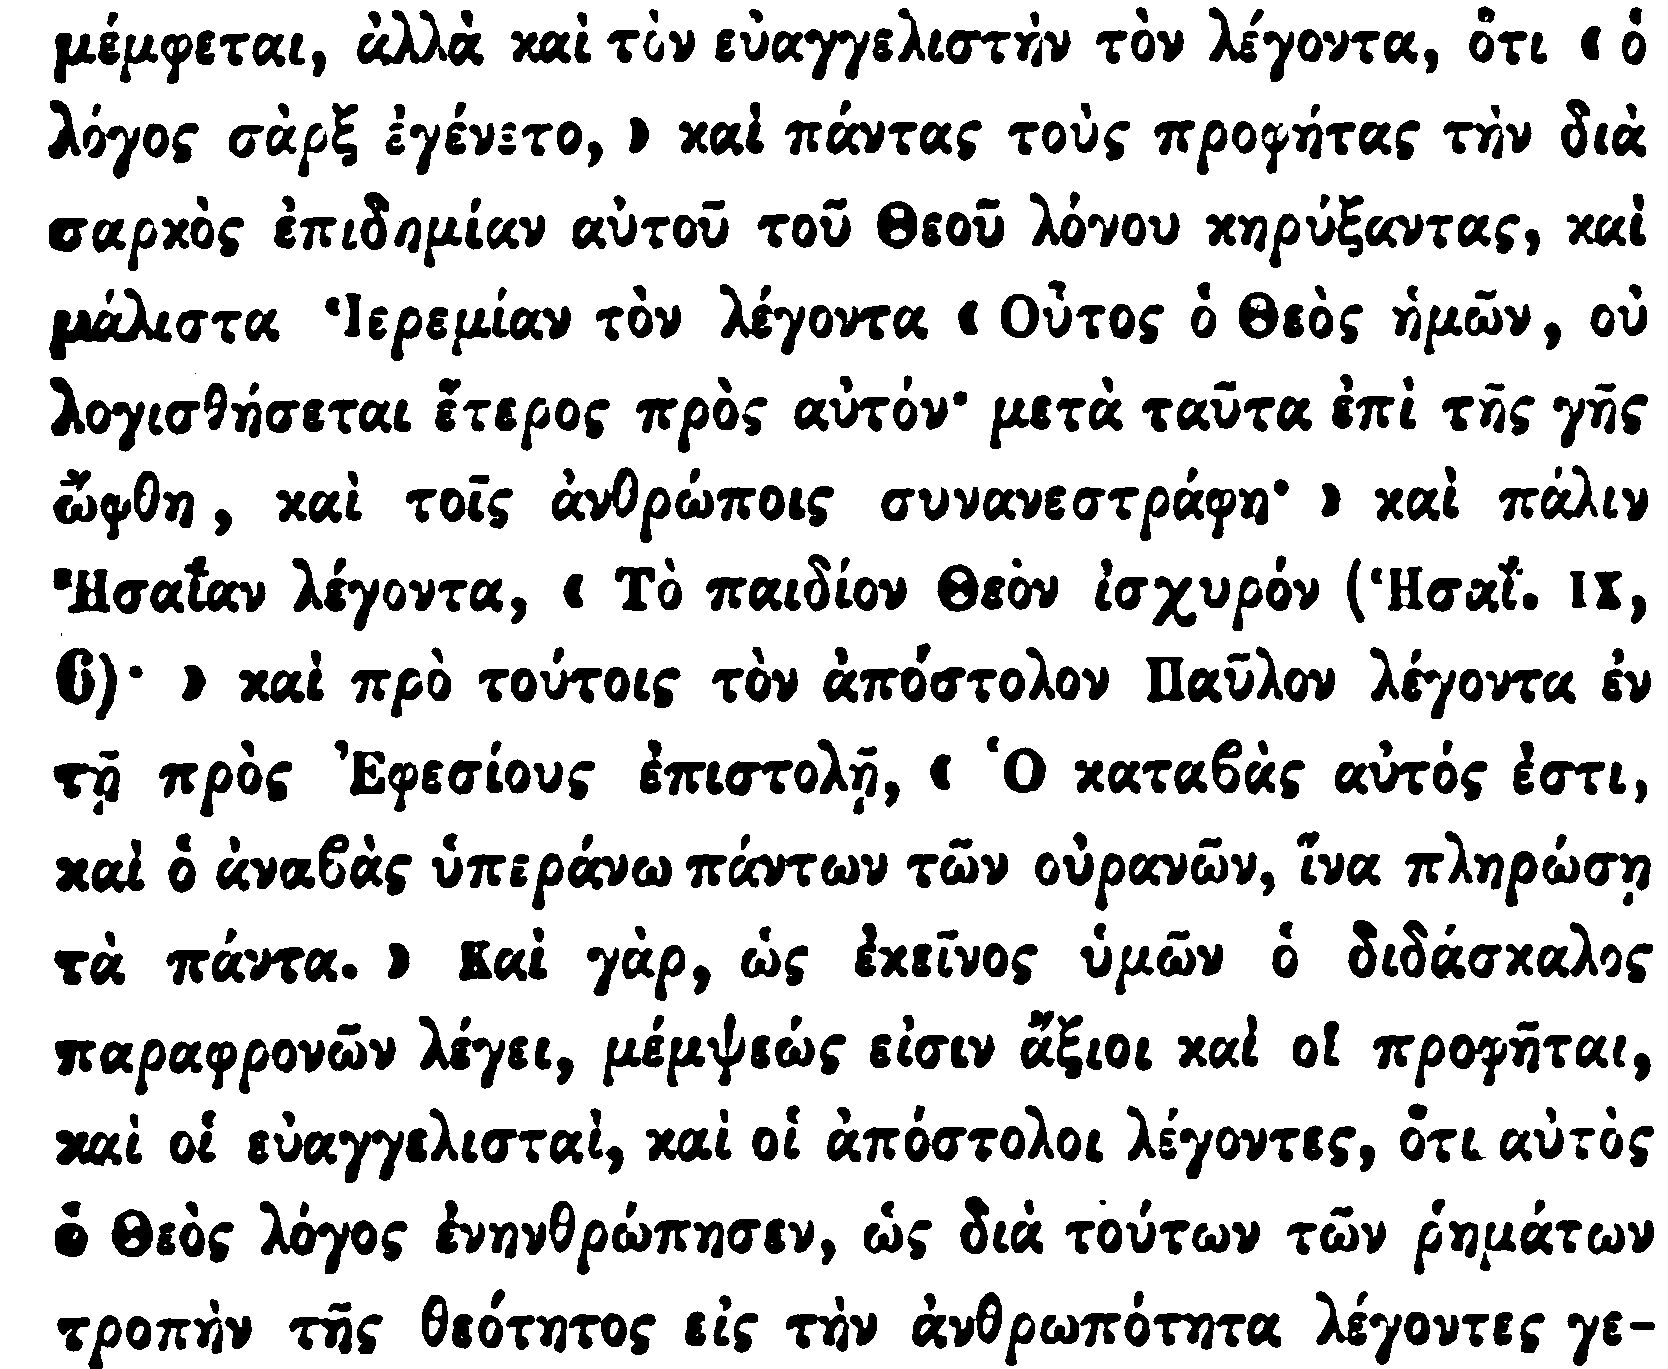 μέμφεται, ἀλλὰ καὶ τὸν εὐαγγελιστὴν τὸν λέγοντα, ὅτι « ὁ
λόγος σὰρξ ἐγένετο, » καὶ πάντας τοὺς προφήτας τὴν διὰ
σαρκὸς ἐπιδημίαν αὐτοῦ τοῦ Θεοῦ λόγου κηρύξαντας, καὶ
μάλιστα Ἱερεμίαν τὸν λέγοντα « Οὗτος ὁ Θεὸς ἡμῶν, οὐ
λογισθήσεται ἕτερος πρὸς αὐτόν· μετὰ ταῦτα ἐπὶ τῆς γῆς
ὤφθη, καὶ τοῖς ἀνθρώποις συνανεστράφη· » καὶ πάλιν
Ἡσαΐαν λέγοντα, « Τὸ παιδίον Θεὸν ἰσχυρόν (Ἡσαΐ. IX,
6)· » καὶ πρὸ τούτοις τὸν ἀπόστολον Παῦλον λέγοντα ἐν
τῇ πρὸς Ἐφεσίους ἐπιστολῇ, « Ὁ καταϐὰς αὐτός ἐστι,
καὶ ὁ ἀναϐὰς ὑπεράνω πάντων τῶν οὐρανῶν, ἵνα πληρώσῃ
τὰ πάντα. » Καὶ γὰρ, ὡς ἐκεῖνος ὑμῶν ὁ διδάσκαλος
παραφρονῶν λέγει, μέμψεώς εἰσιν ἄξιοι καὶ οἱ προφῆται,
καὶ οἱ εὐαγγελισταὶ, καὶ οἱ ἀπόστολοι λέγοντες, ὅτι αὐτὸς
ὁ Θεὸς λόγος ἐνηνθρώπησεν, ὡς διὰ τούτων τῶν ῥημάτων
τροπὴν τῆς θεότητος εἰς τὴν ἀνθρωπότητα λέγοντες γε-